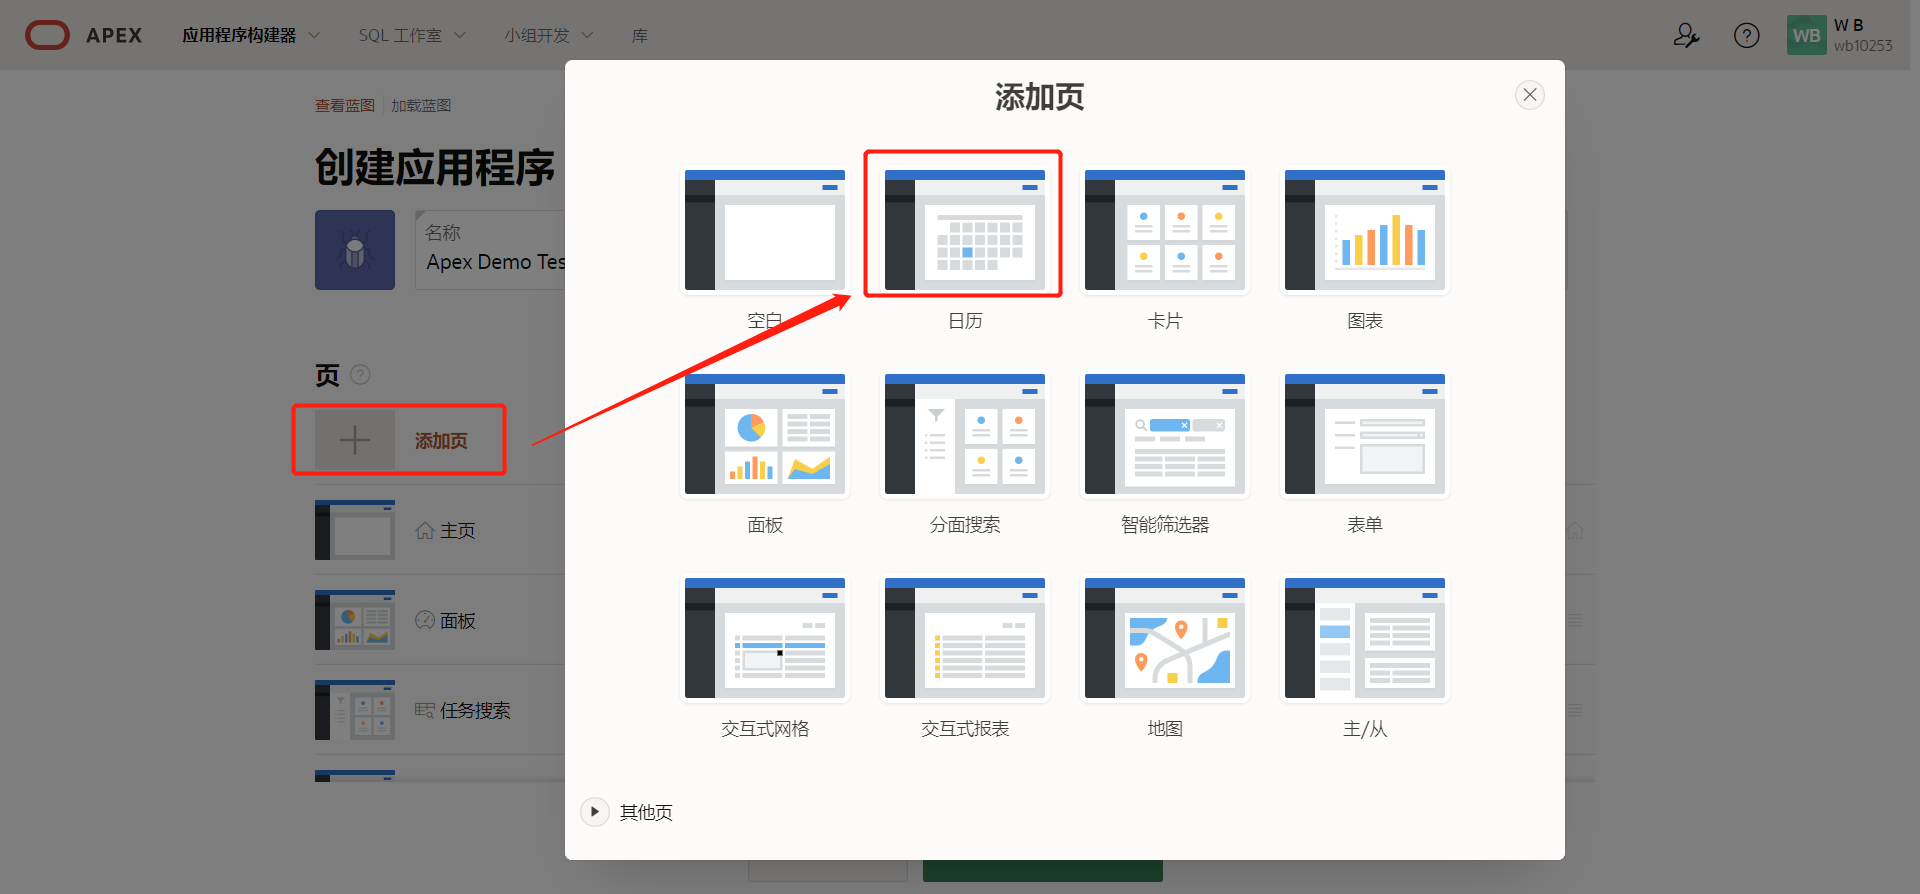 APEX 应用程序构建器 SQL 工作室 小组开发 库 ? WB W B
wb10253
查看蓝图 加载蓝图
创建应用程序
名称
Apex Demo Tes
页 ?
添加页
主页
面板
任务搜索
添加页
空白 日历 卡片 图表
面板 分面搜索 智能筛选器 表单
交互式网格 交互式报表 地图 主/从
其他页